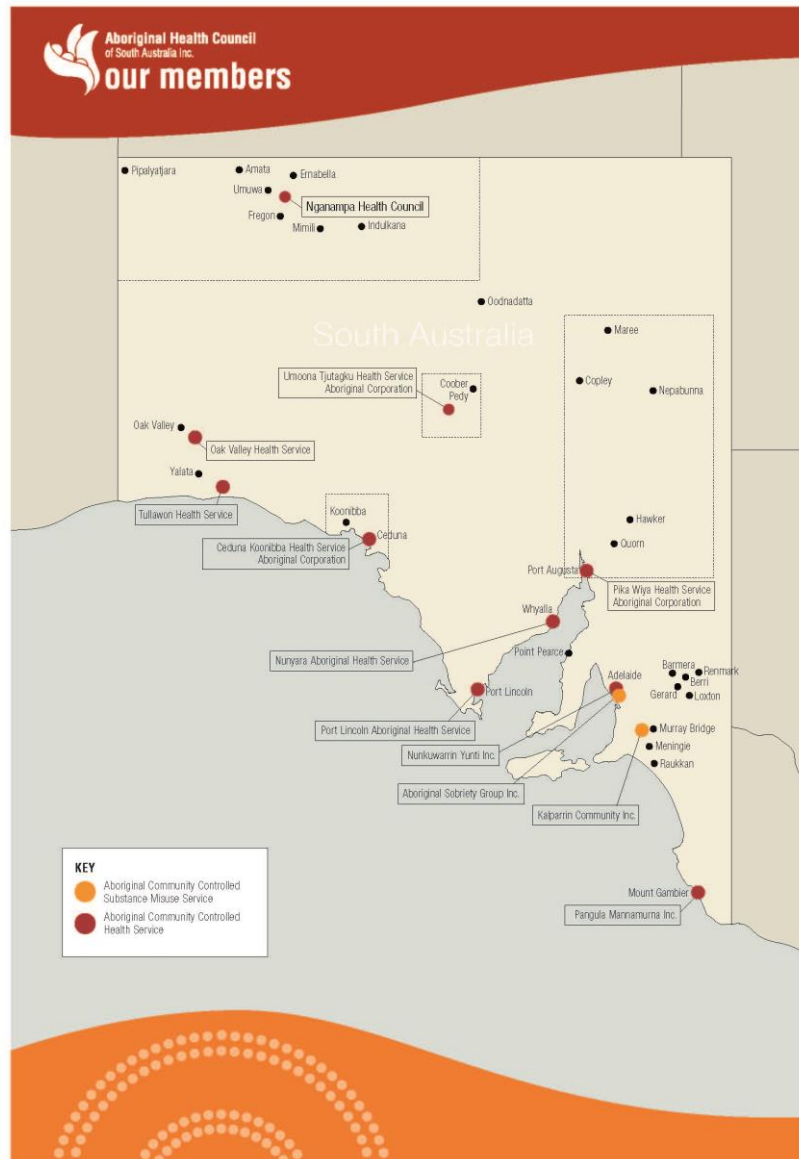 Aboriginal Health Council
of South Australia Inc.
our members
Pipalyatjara
Amata
Ernabella
Umuwa
Nganampa Health Council
Fregon
Mimili
Indulkana
Oodnadatta
South Australia
Maree
Umoona Tjutagku Health Service
Aboriginal Corporation
Coober
Pedy
Copley
Nepabunna
Oak Valley
Oak Valley Health Service
Yalata
Tullawon Health Service
Koonibba
Ceduna
Ceduna Koonibba Health Service
Aboriginal Corporation
Hawker
Quorn
Port Augusta
Pika Wiya Health Service
Aboriginal Corporation
Whyalla
Nunyara Aboriginal Health Service
Point Pearce
Port Lincoln
Port Lincoln Aboriginal Health Service
Adelaide
Barmera
Renmark
Berri
Gerard
Loxton
Nunkuwarrin Yunti Inc.
Murray Bridge
Meningie
Raukkan
Aboriginal Sobriety Group Inc.
Kalparrin Community Inc.
Mount Gambier
Pangula Mannamurna Inc.
KEY
Aboriginal Community Controlled
Substance Misuse Service
Aboriginal Community Controlled
Health Service